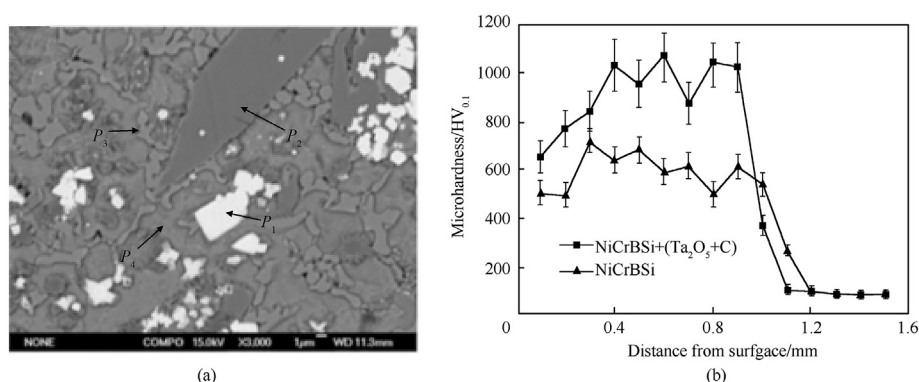 P3
P2
P1
P4
NONE COMPO 15.0kV X3,000 1μm WD 11.3mm
(a)
1200
1000
800
600
400
200
0
Microhardness/HV0.1
NiCrBSi+(Ta2O5+C)
NiCrBSi
0.4 0.8 1.2 1.6
Distance from surfgace/mm
(b)